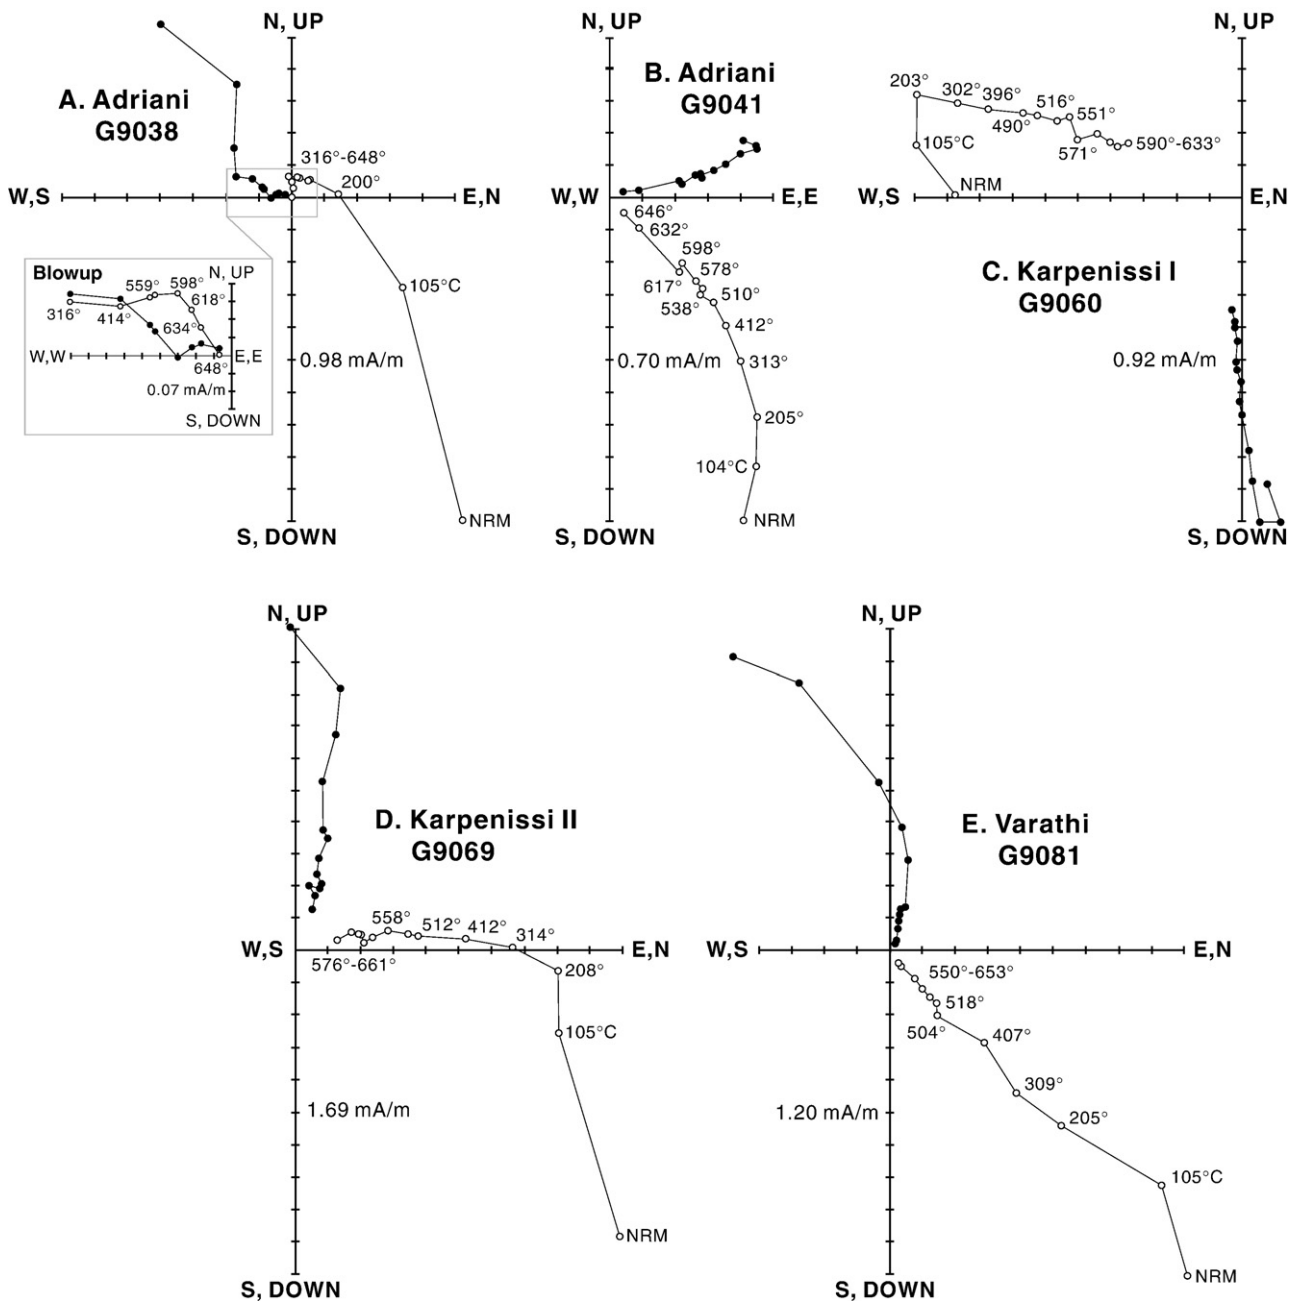 N, UP
A. Adriani
G9038
316°-648°
200°
W,S
E,N
105°C
0.98 mA/m
NRM
S, DOWN
Blowup
N, UP
559°
598°
316°
414°
618°
634°
W,W
E,E
648°
0.07 mA/m
S, DOWN
N, UP
B. Adriani
G9041
W,W
E,E
646°
632°
598°
617°
578°
538°
510°
412°
0.70 mA/m
313°
205°
104°C
NRM
S, DOWN
N, UP
203°
302°
396°
516°
551°
490°
105°C
571°
590°-633°
NRM
W,S
E,N
C. Karpenissi I
G9060
0.92 mA/m
S, DOWN
N, UP
D. Karpenissi II
G9069
558°
512°
412°
314°
W,S
E,N
576°-661°
208°
105°C
1.69 mA/m
NRM
S, DOWN
N, UP
E. Varathi
G9081
W,S
E,N
550°-653°
518°
504°
407°
309°
205°
1.20 mA/m
105°C
NRM
S, DOWN